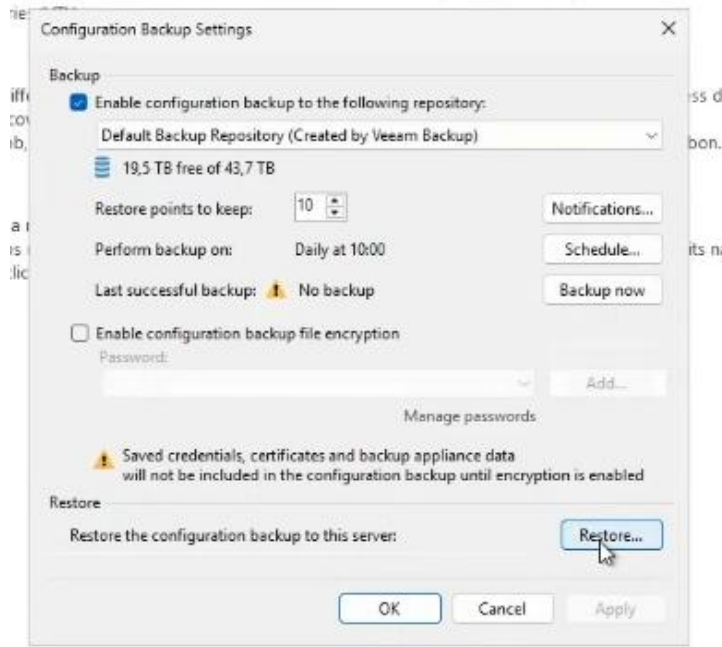 Configuration Backup Settings
Backup
Enable configuration backup to the following repository:
Default Backup Repository (Created by Veeam Backup)
19,5 TB free of 43,7 TB
Restore points to keep: 10 Notifications...
Perform backup on: Daily at 10:00 Schedule...
Last successful backup: No backup Backup now
Enable configuration backup file encryption
Password:
Add...
Manage passwords
Saved credentials, certificates and backup appliance data
will not be included in the configuration backup until encryption is enabled
Restore
Restore the configuration backup to this server: Restore...
OK Cancel Apply